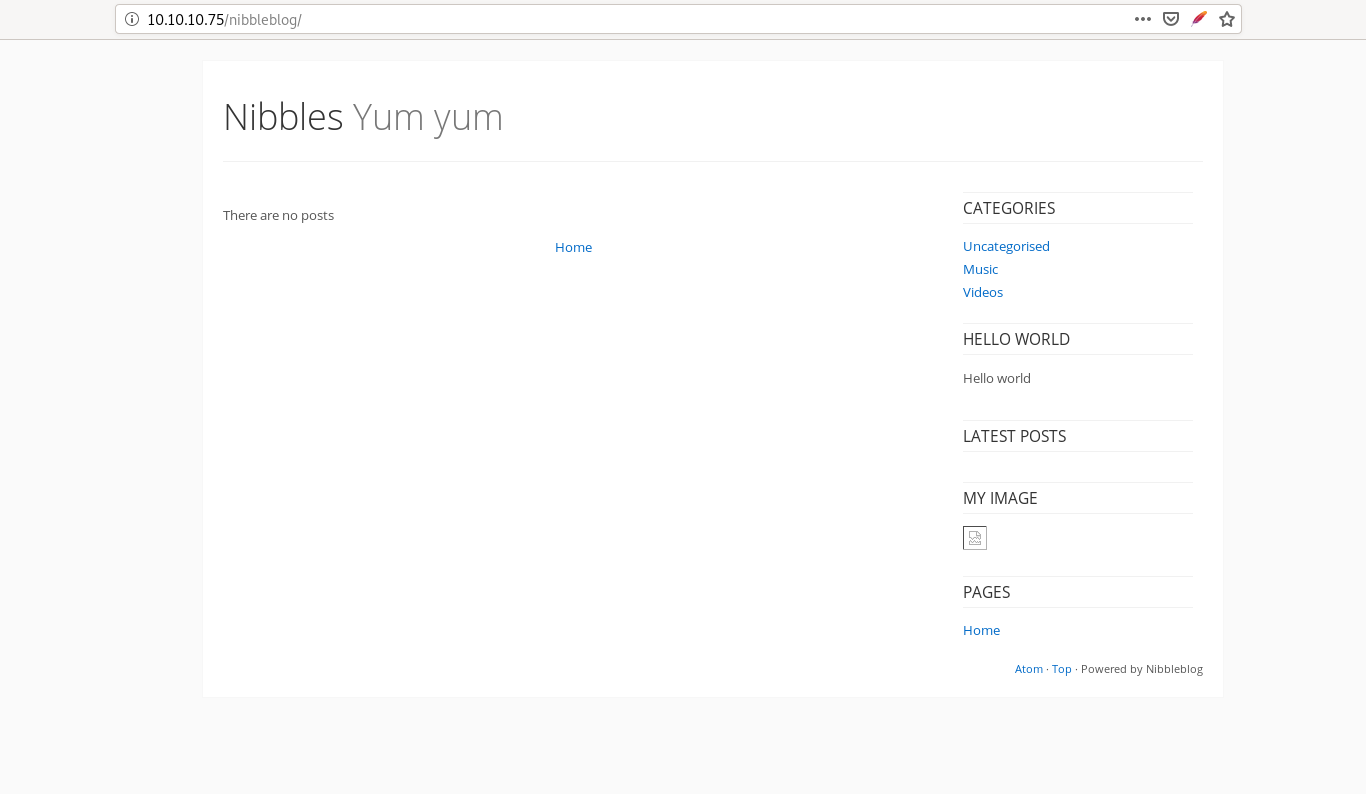 10.10.10.75/nibbleblog/
Nibbles Yum yum
There are no posts
Home
CATEGORIES
Uncategorised
Music
Videos
HELLO WORLD
Hello world
LATEST POSTS
MY IMAGE
PAGES
Home
Atom · Top · Powered by Nibbleblog